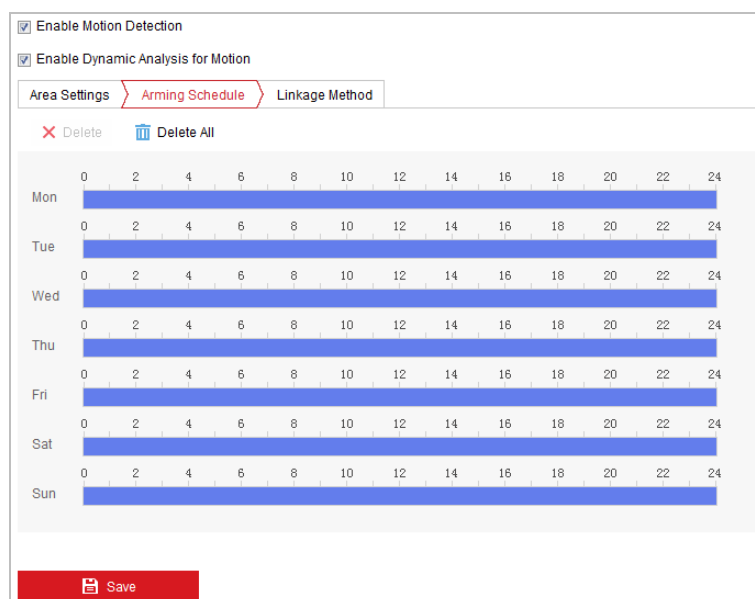 Enable Motion Detection
Enable Dynamic Analysis for Motion
Area Settings Arming Schedule Linkage Method
Delete Delete All
0 2 4 6 8 10 12 14 16 18 20 22 24
Mon
0 2 4 6 8 10 12 14 16 18 20 22 24
Tue
0 2 4 6 8 10 12 14 16 18 20 22 24
Wed
0 2 4 6 8 10 12 14 16 18 20 22 24
Thu
0 2 4 6 8 10 12 14 16 18 20 22 24
Fri
0 2 4 6 8 10 12 14 16 18 20 22 24
Sat
0 2 4 6 8 10 12 14 16 18 20 22 24
Sun
Save